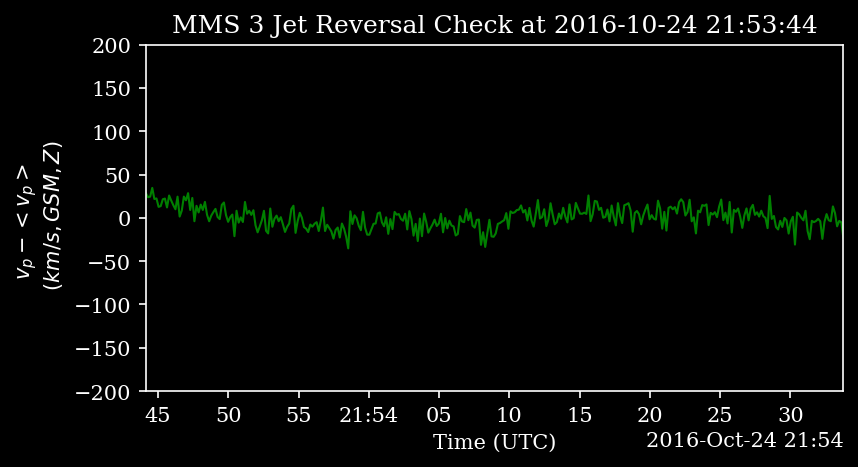 MMS 3 Jet Reversal Check at 2016-10-24 21:53:44
200
150
100
50
0
−50
−100
−150
−200
v_p − < v_p >
(km/s, GSM, Z)
45 50 55 21:54 05 10 15 20 25 30
Time (UTC)
2016-Oct-24 21:54